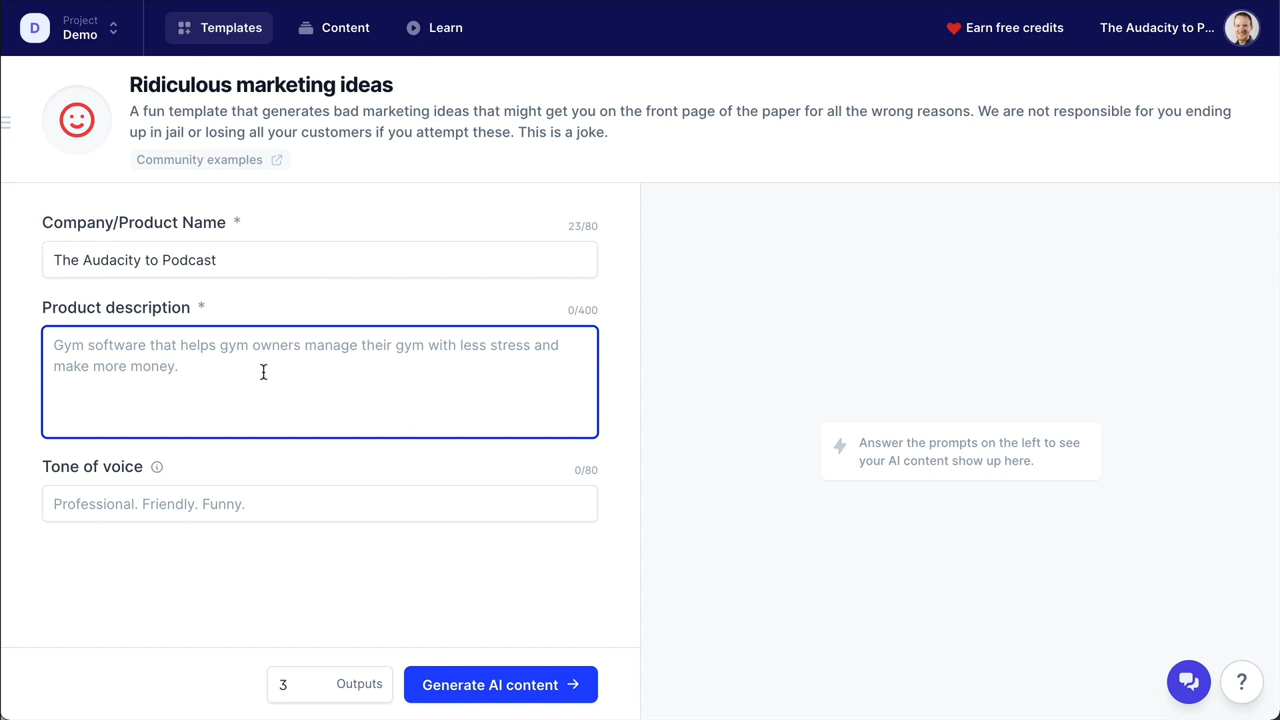 D
Project
Demo
Templates
Content
Learn
Earn free credits
The Audacity to P...
Ridiculous marketing ideas
A fun template that generates bad marketing ideas that might get you on the front page of the paper for all the wrong reasons. We are not responsible for you ending
up in jail or losing all your customers if you attempt these. This is a joke.
Community examples
Company/Product Name *
23/80
The Audacity to Podcast
Product description *
0/400
Gym software that helps gym owners manage their gym with less stress and
make more money.
Tone of voice
0/80
Professional. Friendly. Funny.
Answer the prompts on the left to see
your AI content show up here.
3 Outputs
Generate AI content →
?